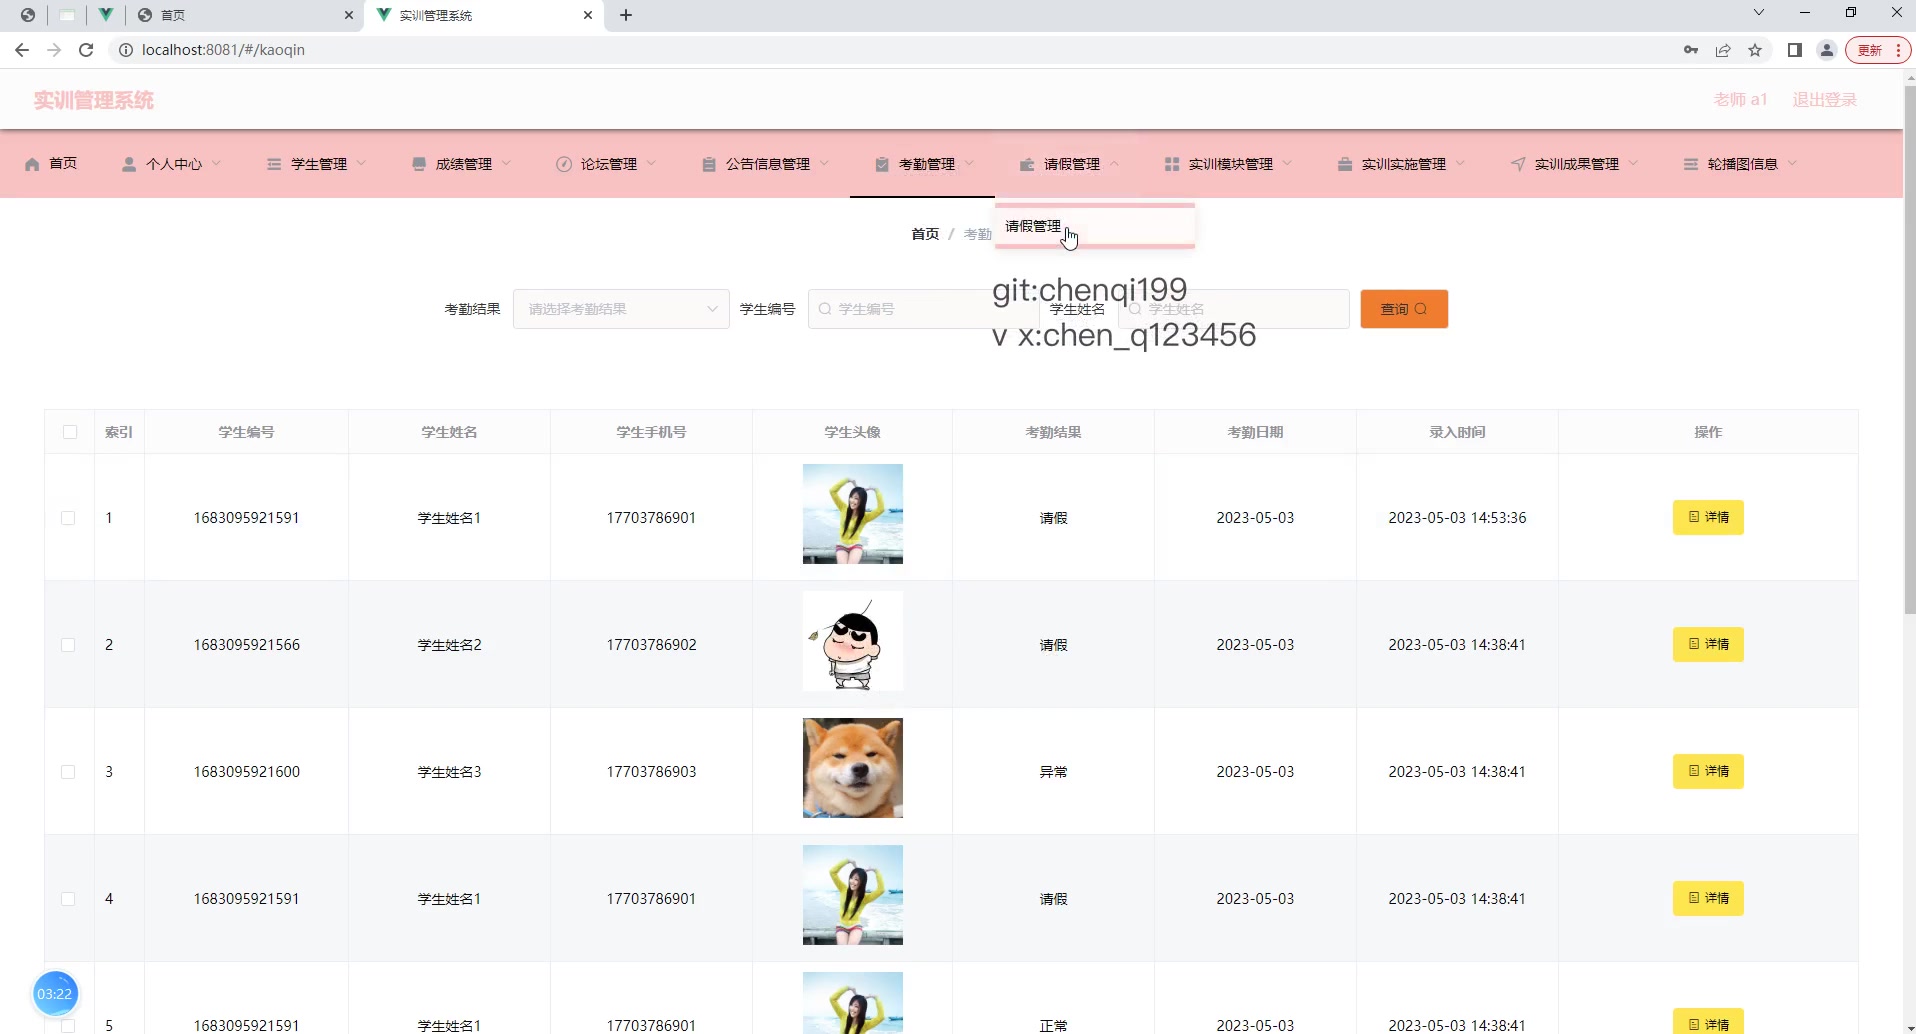 首页
实训管理系统
localhost:8081/#/kaoqin
更新
实训管理系统
老师 a1 退出登录
首页 个人中心 学生管理 成绩管理 论坛管理 公告信息管理 考勤管理 请假管理 实训模块管理 实训实施管理 实训成果管理 轮播图信息
请假管理
首页 / 考勤
git:chenqi199
考勤结果 请选择考勤结果 学生编号 学生编号 学生姓名 学生姓名 查询
v x:chen_q123456
索引 学生编号 学生姓名 学生手机号 学生头像 考勤结果 考勤日期 录入时间 操作
1 1683095921591 学生姓名1 17703786901 请假 2023-05-03 2023-05-03 14:53:36 详情
2 1683095921566 学生姓名2 17703786902 请假 2023-05-03 2023-05-03 14:38:41 详情
3 1683095921600 学生姓名3 17703786903 异常 2023-05-03 2023-05-03 14:38:41 详情
4 1683095921591 学生姓名1 17703786901 请假 2023-05-03 2023-05-03 14:38:41 详情
03:22
5 1683095921591 学生姓名1 17703786901 正常 2023-05-03 2023-05-03 14:38:41 详情